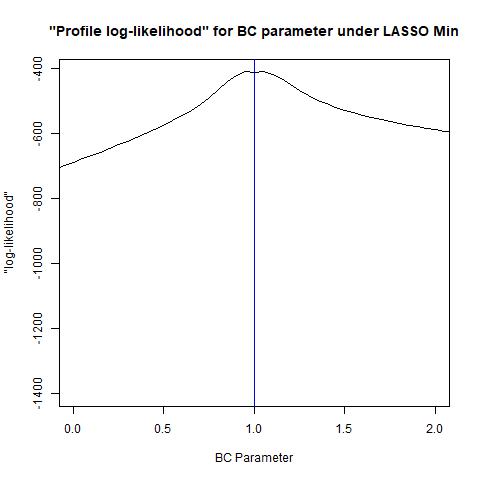 "Profile log-likelihood" for BC parameter under LASSO Min
"log-likelihood"
-400
-600
-800
-1000
-1200
-1400
0.0 0.5 1.0 1.5 2.0
BC Parameter